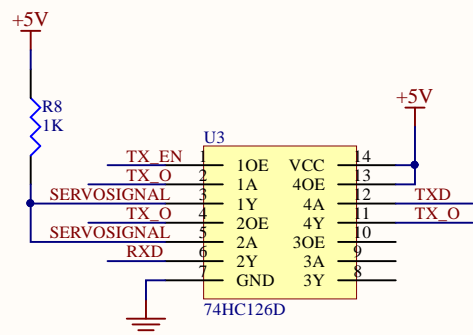 +5V
R8
1K
+5V
U3
TX_EN 1 1OE VCC 14
TX_O 2 1A 4OE 13
SERVOSIGNAL 3 1Y 4A 12 TXD
TX_O 4 2OE 4Y 11 TX_O
SERVOSIGNAL 5 2A 3OE 10
RXD 6 2Y 3A 9
7 GND 3Y 8
74HC126D